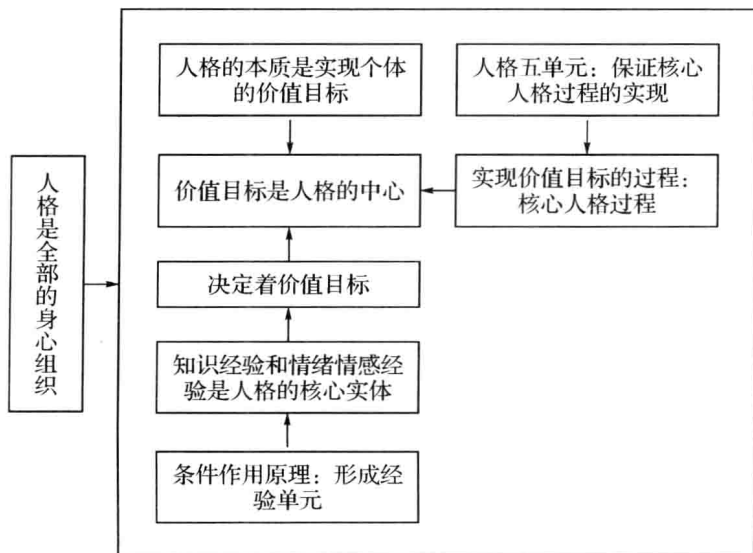 人格的本质是实现个体
的价值目标
人格五单元：保证核心
人格过程的实现
人格是全部的身心组织
价值目标是人格的中心
实现价值目标的过程：
核心人格过程
决定着价值目标
知识经验和情绪情感经
验是人格的核心实体
条件作用原理：形成经
验单元